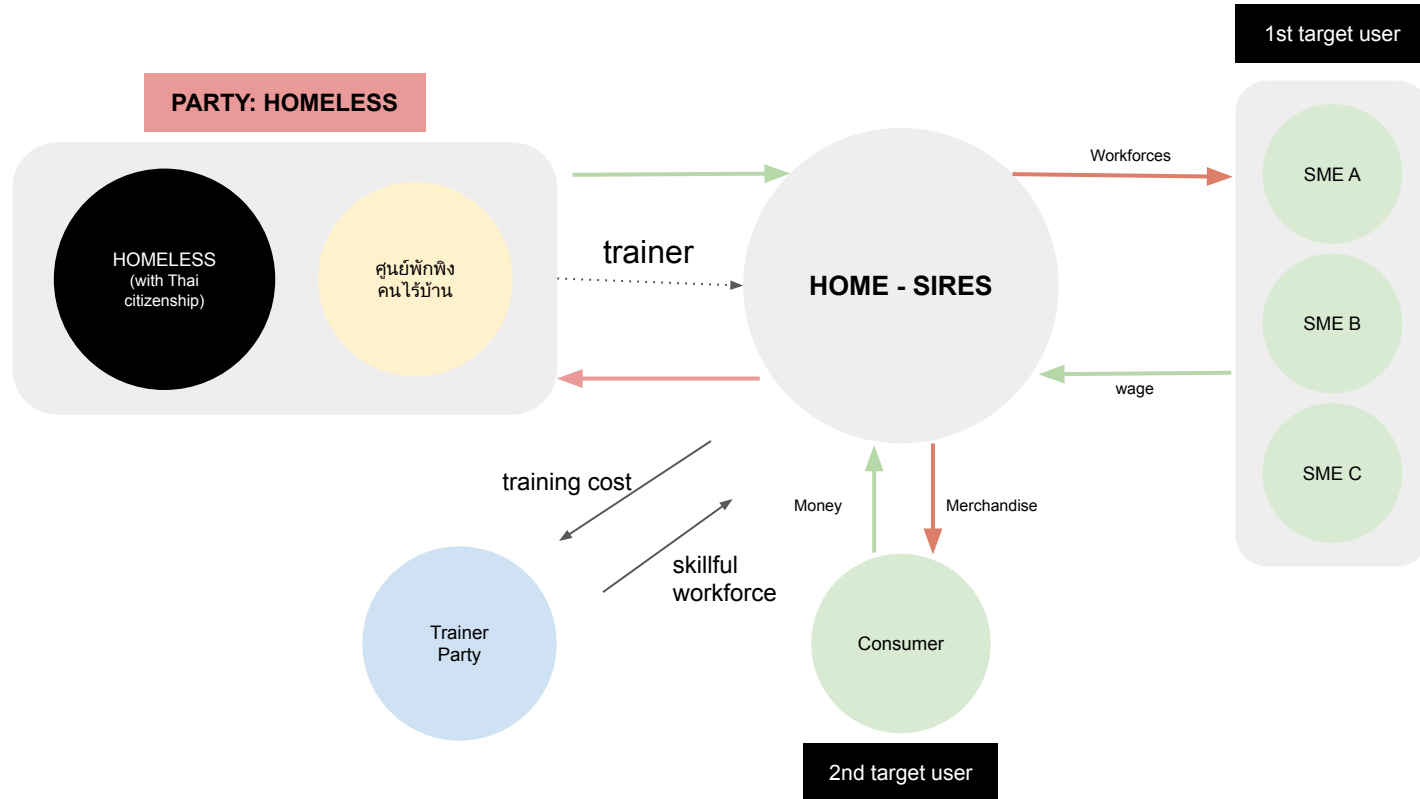 1st target user
PARTY: HOMELESS
HOMELESS
(with Thai
citizenship)
ศูนย์พักพิง
คนไร้บ้าน
trainer
HOME - SIRES
Workforces
wage
SME A
SME B
SME C
training cost
skillful
workforce
Money
Merchandise
Trainer
Party
Consumer
2nd target user